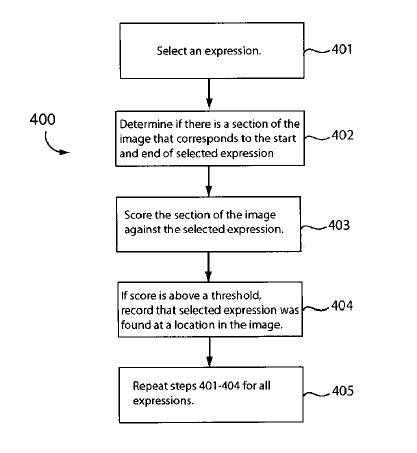 Select an expression.
401
400
Determine if there is a section of the
image that corresponds to the start
and end of selected expression
402
Score the section of the image
against the selected expression.
403
If score is above a threshold,
record that selected expression was
found at a location in the image.
404
Repeat steps 401-404 for all
expressions.
405